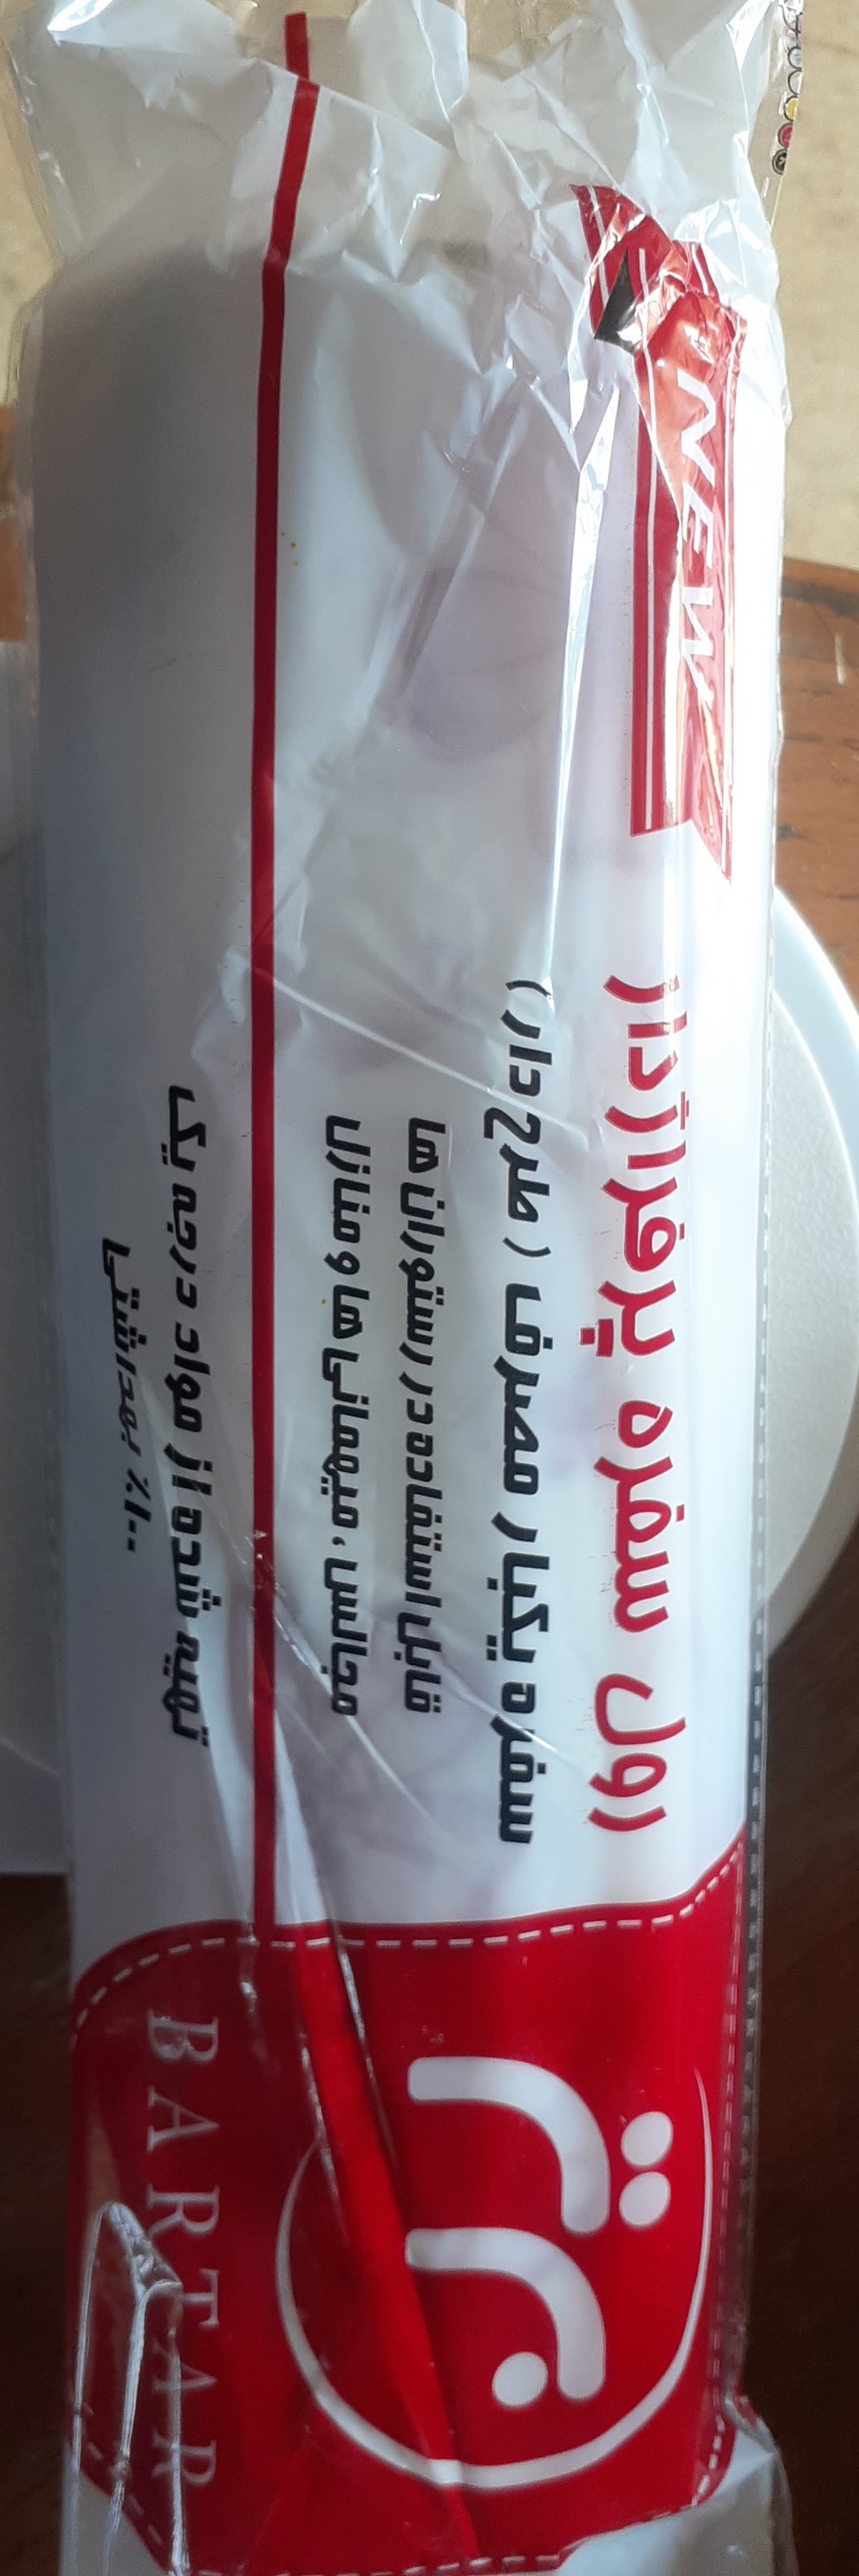 NEW
رول سفره پرفراژدار
سفره یکبار مصرف ( طرح دار )
قابل استفاده در رستوران ها
مجالس ، میهمانی ها و منازل
تهیه شده از مواد درجه یک
۱۰۰٪ بهداشتی
برتر
BARTAR